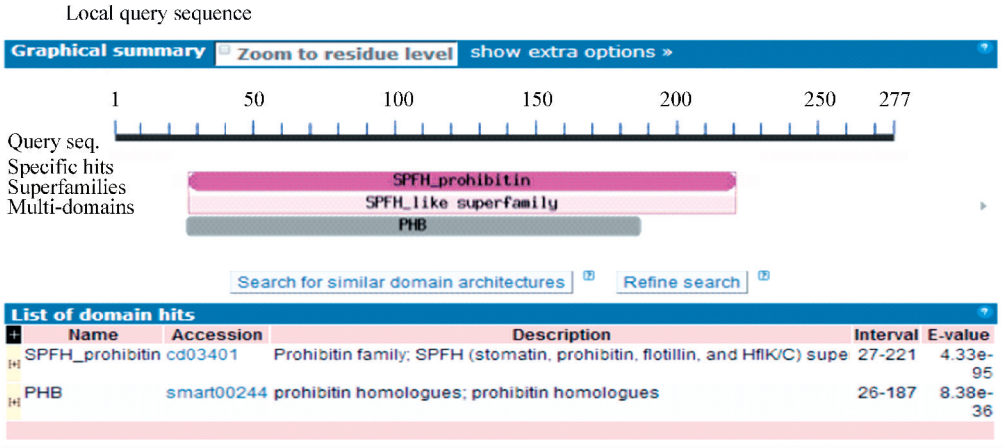 Local query sequence
Graphical summary Zoom to residue level show extra options » ?
1 50 100 150 200 250 277
Query seq.
Specific hits
SPFH_prohibitin
Superfamilies
SPFH_like superfamily
Multi-domains
PHB
Search for similar domain architectures ? Refine search ?
List of domain hits ?
+ Name Accession Description Interval E-value
[+] SPFH_prohibitin cd03401 Prohibitin family; SPFH (stomatin, prohibitin, flotillin, and HflK/C) supe 27-221 4.33e-
95
[+] PHB smart00244 prohibitin homologues; prohibitin homologues 26-187 8.38e-
36